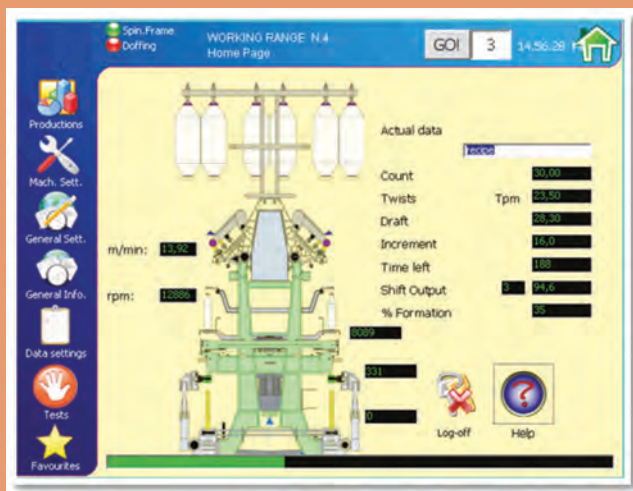 Spin.Frame
Doffing
WORKING RANGE N.4
Home Page
GO!
3
14.56.28
Productions
Mach. Sett.
General Sett.
General Info.
Data settings
Tests
Favourites
Actual data
recipe
Count 30,00
Twists Tpm 23,50
Draft 28,30
Increment 16,0
Time left 188
Shift Output 3 94,6
% Formation 35
m/min: 13,92
rpm: 12886
8089
331
0
Log-off
Help